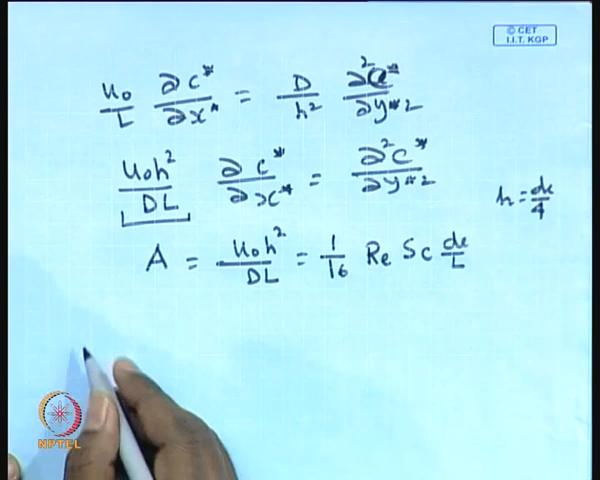 © CET
I.I.T. KGP
u₀/L ∂c*/∂x* = D/h² ∂²c*/∂y*²
u₀h²/DL ∂c*/∂x* = ∂²c*/∂y*²
h = de/4
A = u₀h²/DL = 1/16 Re Sc de/L
NPTEL